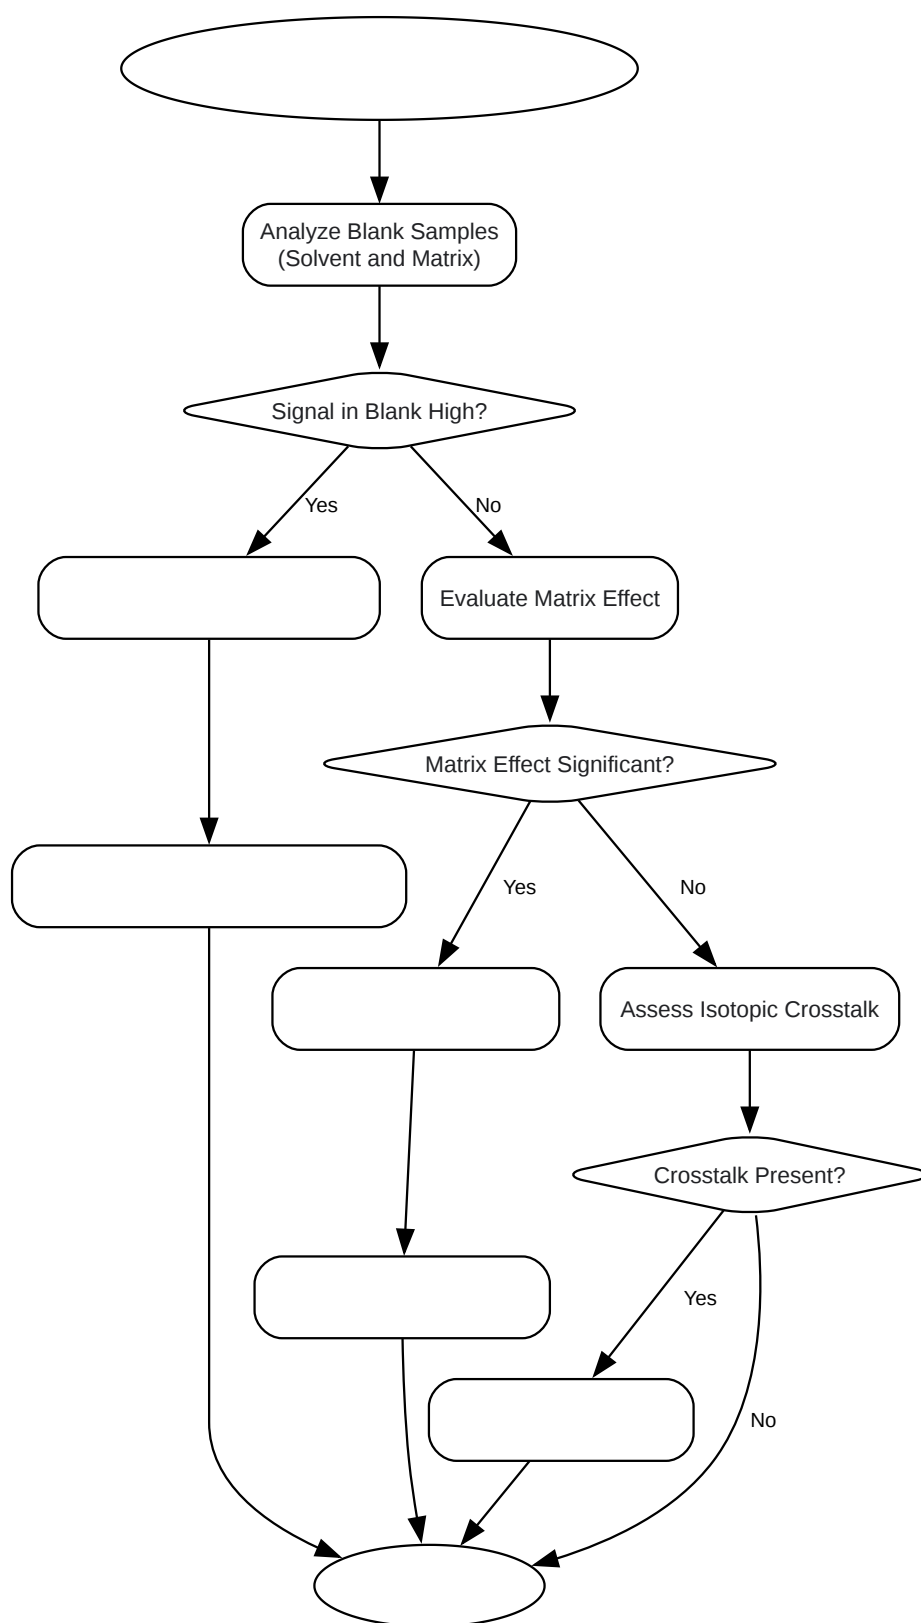 Analyze Blank Samples
(Solvent and Matrix)
Signal in Blank High?
Yes
No
Evaluate Matrix Effect
Matrix Effect Significant?
Yes
No
Assess Isotopic Crosstalk
Crosstalk Present?
Yes
No